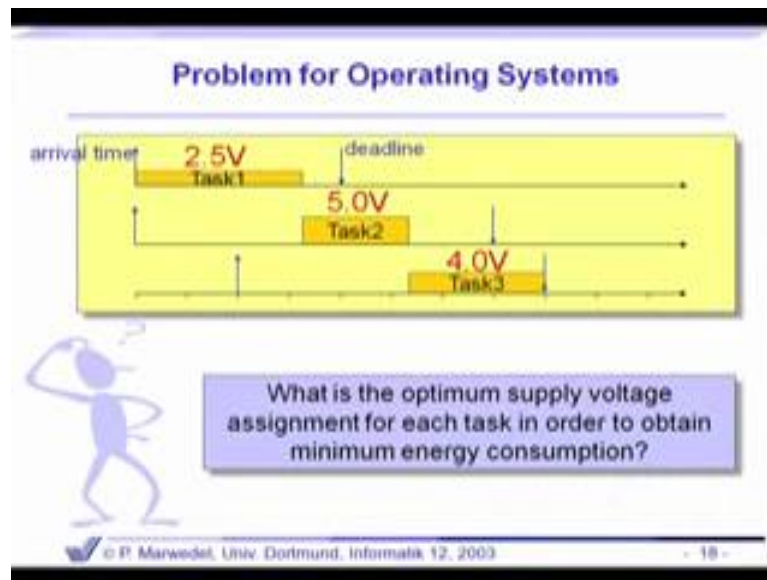 Problem for Operating Systems
arrival time
deadline
2.5V
Task1
5.0V
Task2
4.0V
Task3
?
What is the optimum supply voltage
assignment for each task in order to obtain
minimum energy consumption?
© P. Marwedel, Univ. Dortmund, Informatik 12, 2003
- 18 -